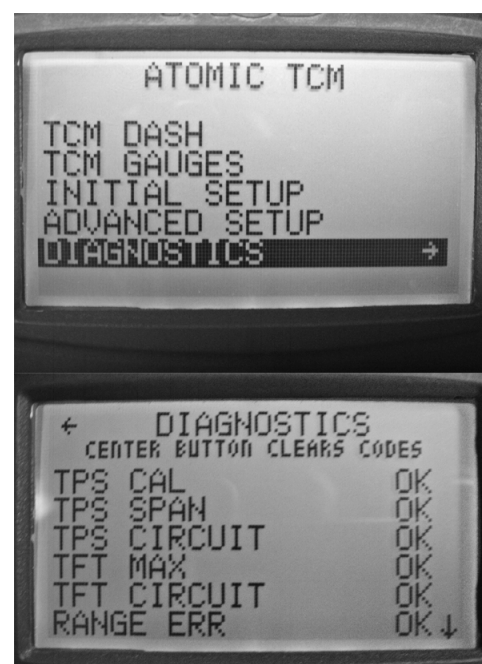 ATOMIC TCM
TCM DASH
TCM GAUGES
INITIAL SETUP
ADVANCED SETUP
DIAGNOSTICS →
← DIAGNOSTICS
CENTER BUTTON CLEARS CODES
TPS CAL OK
TPS SPAN OK
TPS CIRCUIT OK
TFT MAX OK
TFT CIRCUIT OK
RANGE ERR OK ↓